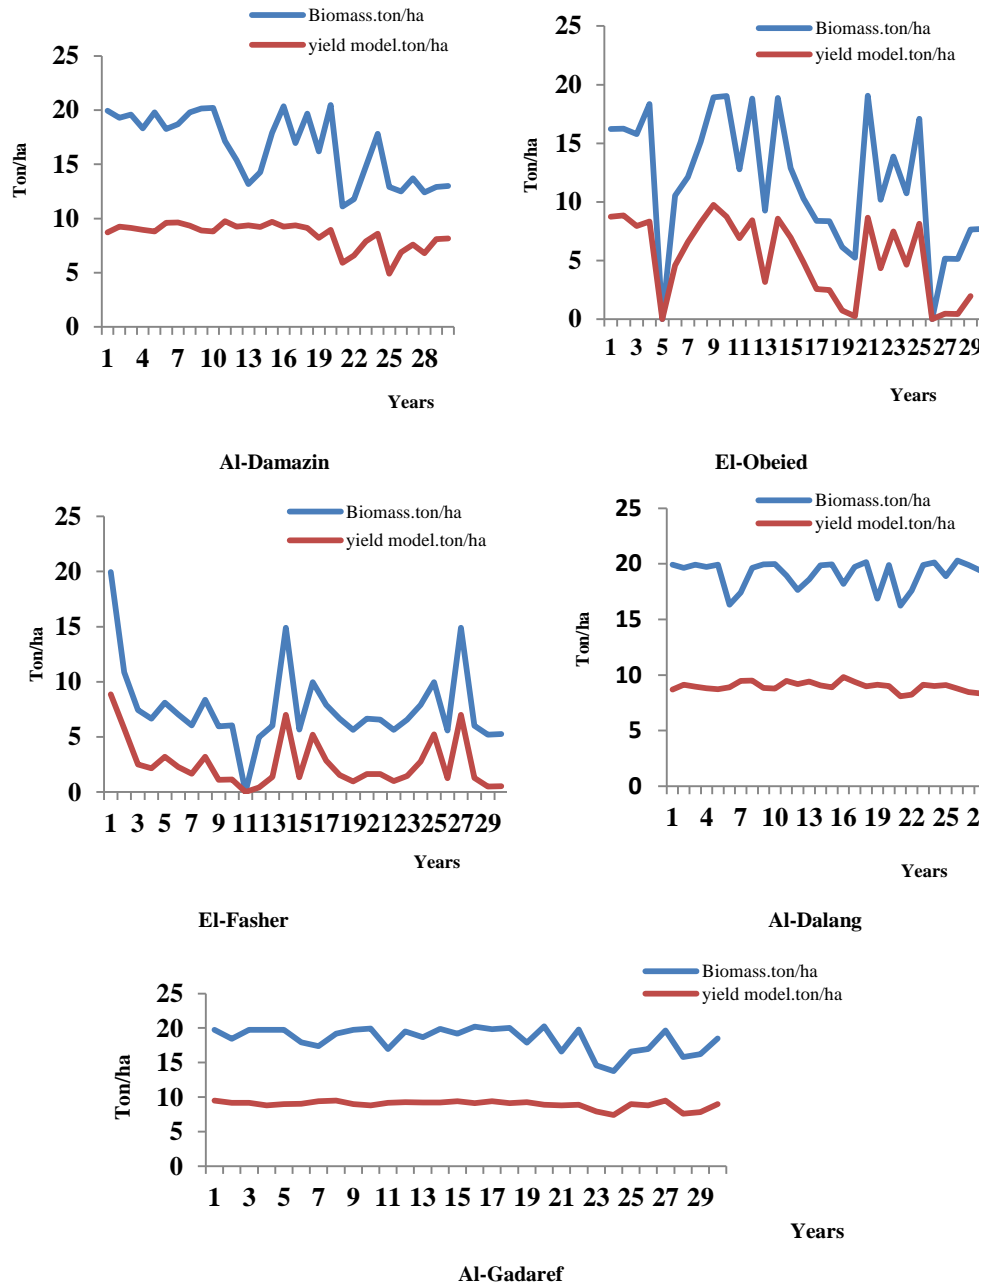 Biomass.ton/ha
yield model.ton/ha
25
20
15
10
5
0
Ton/ha
1 4 7 10 13 16 19 22 25 28
Years
Al-Damazin
Biomass.ton/ha
yield model.ton/ha
25
20
15
10
5
0
Ton/ha
1 3 5 7 9 11 13 15 17 19 21 23 25 27 29
Years
El-Obeied
Biomass.ton/ha
yield model.ton/ha
25
20
15
10
5
0
Ton/ha
1 3 5 7 9 11 13 15 17 19 21 23 25 27 29
Years
El-Fasher
Biomass.ton/ha
yield model.ton/ha
25
20
15
10
5
0
Ton/ha
1 4 7 10 13 16 19 22 25 2
Years
Al-Dalang
Biomass.ton/ha
yield model.ton/ha
25
20
15
10
5
0
Ton/ha
1 3 5 7 9 11 13 15 17 19 21 23 25 27 29
Years
Al-Gadaref